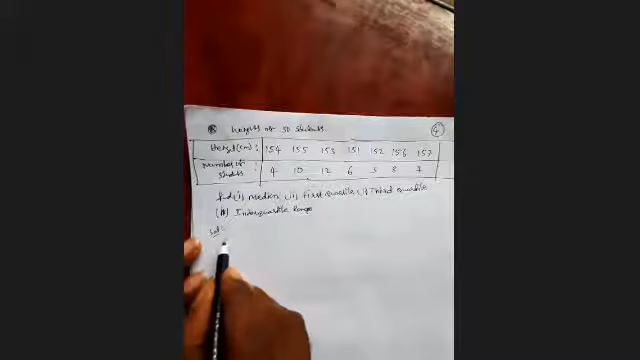 Heights of 50 students.
4
Height(cm): 154 155 153 151 152 156 157
Number of students : 4 10 12 6 3 8 7
Find (i) Median (ii) First quartile (iii) Third quartile
Interquartile Range
Sol: